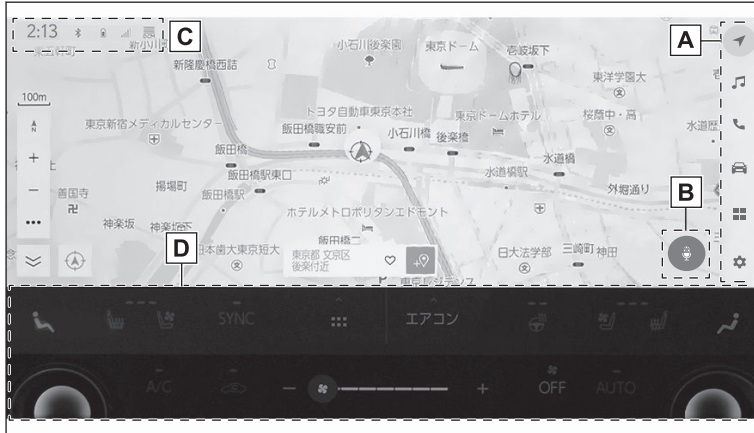 A
2:13
C
100m
新隆慶橋西詰
小石川後楽園
東京ドーム
壱岐坂下
東洋学園大
トヨタ自動車東京本社
東京新宿メディカルセンター
飯田橋職安前
小石川橋
後楽橋
東京ドームホテル
桜蔭中・高
飯田橋
水道橋
水道橋駅
飯田橋駅東口
揚場町
飯田橋駅
外堀通り
B
善国寺
神楽坂
神楽坂下
ホテルメトロポリタンエドモント
D
日本歯大東京短大
飯田橋二
東京都 文京区
後楽付近
日大法学部
三崎町
神田
SYNC
エアコン
A/C
OFF
AUTO